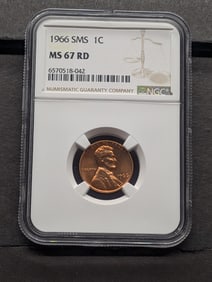 1966 SMS 1C
MS 67 RD
6570518-042
NUMISMATIC GUARANTY COMPANY
NGC